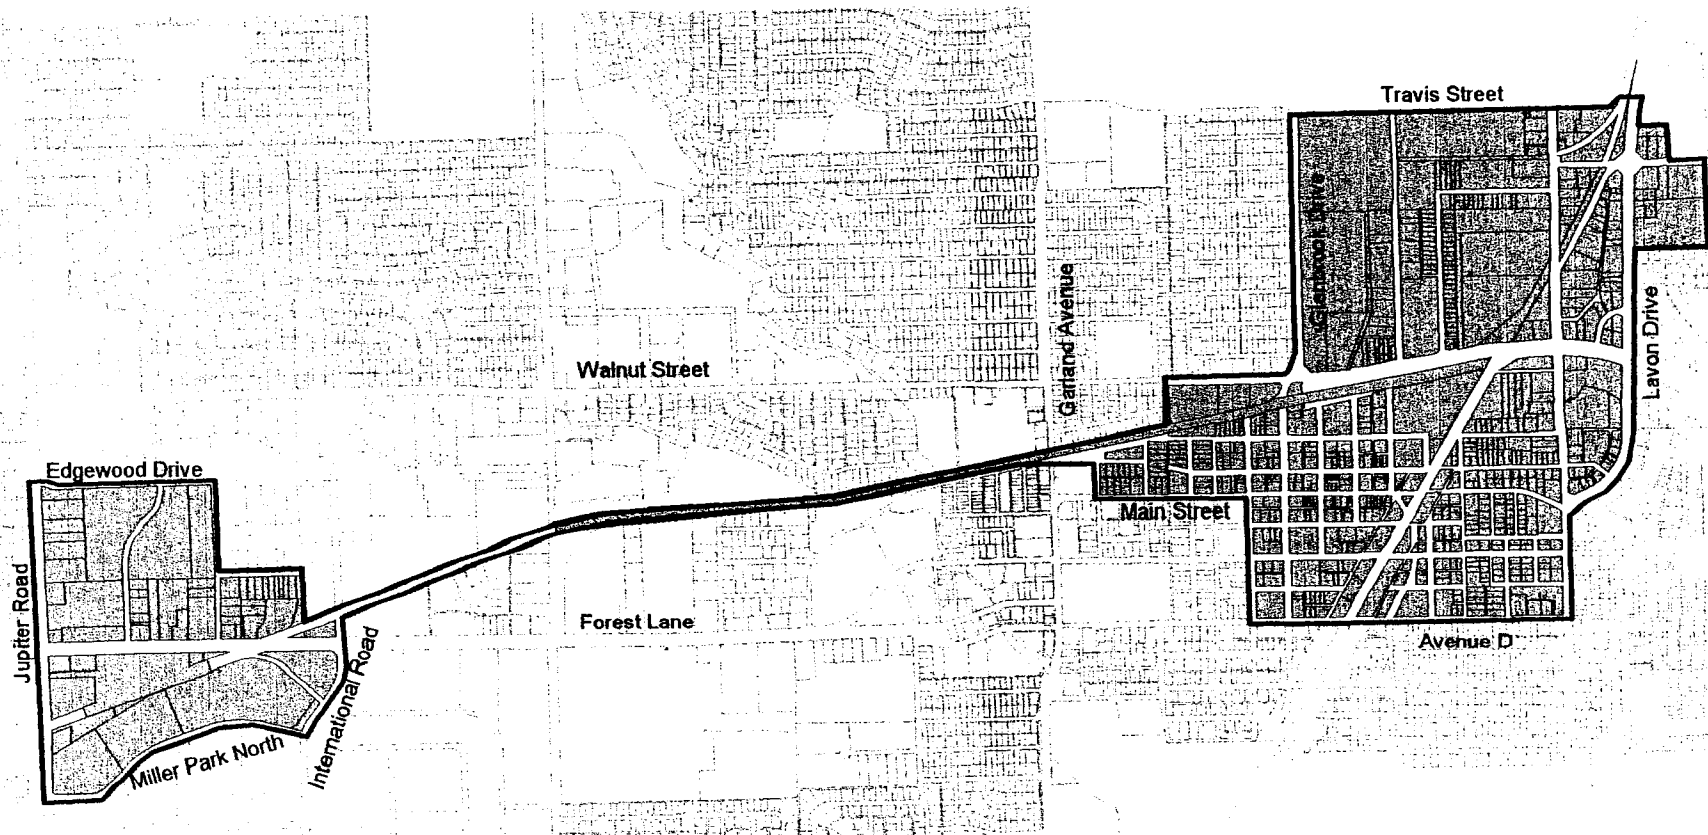 Travis Street
Glenbrook Drive
Garland Avenue
Lavon Drive
Walnut Street
Edgewood Drive
Main Street
Jupiter Road
Forest Lane
Avenue D
International Road
Miller Park North